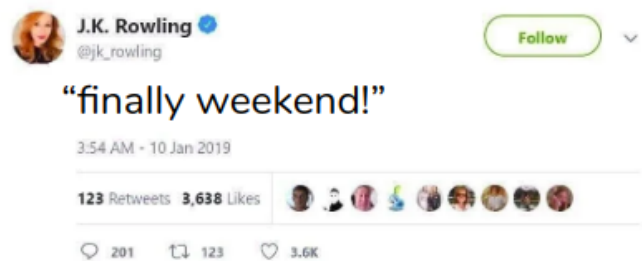 J.K. Rowling
Follow
@jk_rowling
“finally weekend!”
3:54 AM - 10 Jan 2019
123 Retweets 3,638 Likes
201 123 3.6K